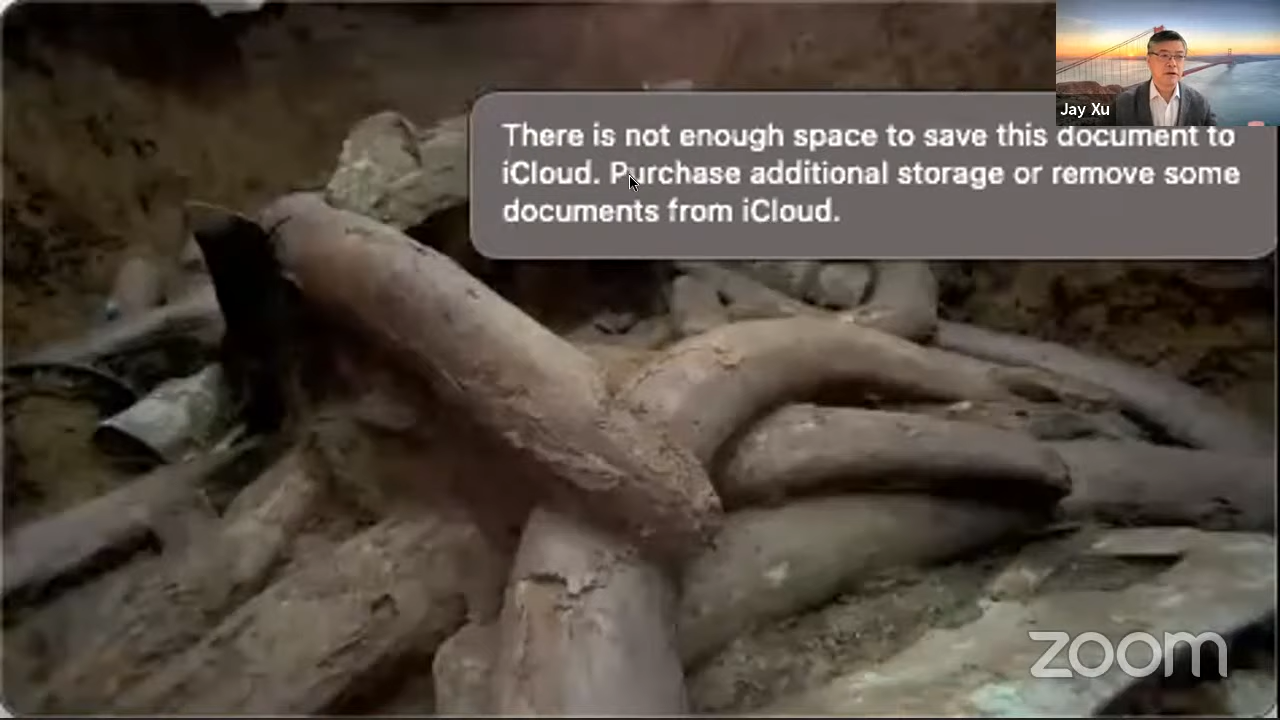 Jay Xu
There is not enough space to save this document to
iCloud. Purchase additional storage or remove some
documents from iCloud.
zoom